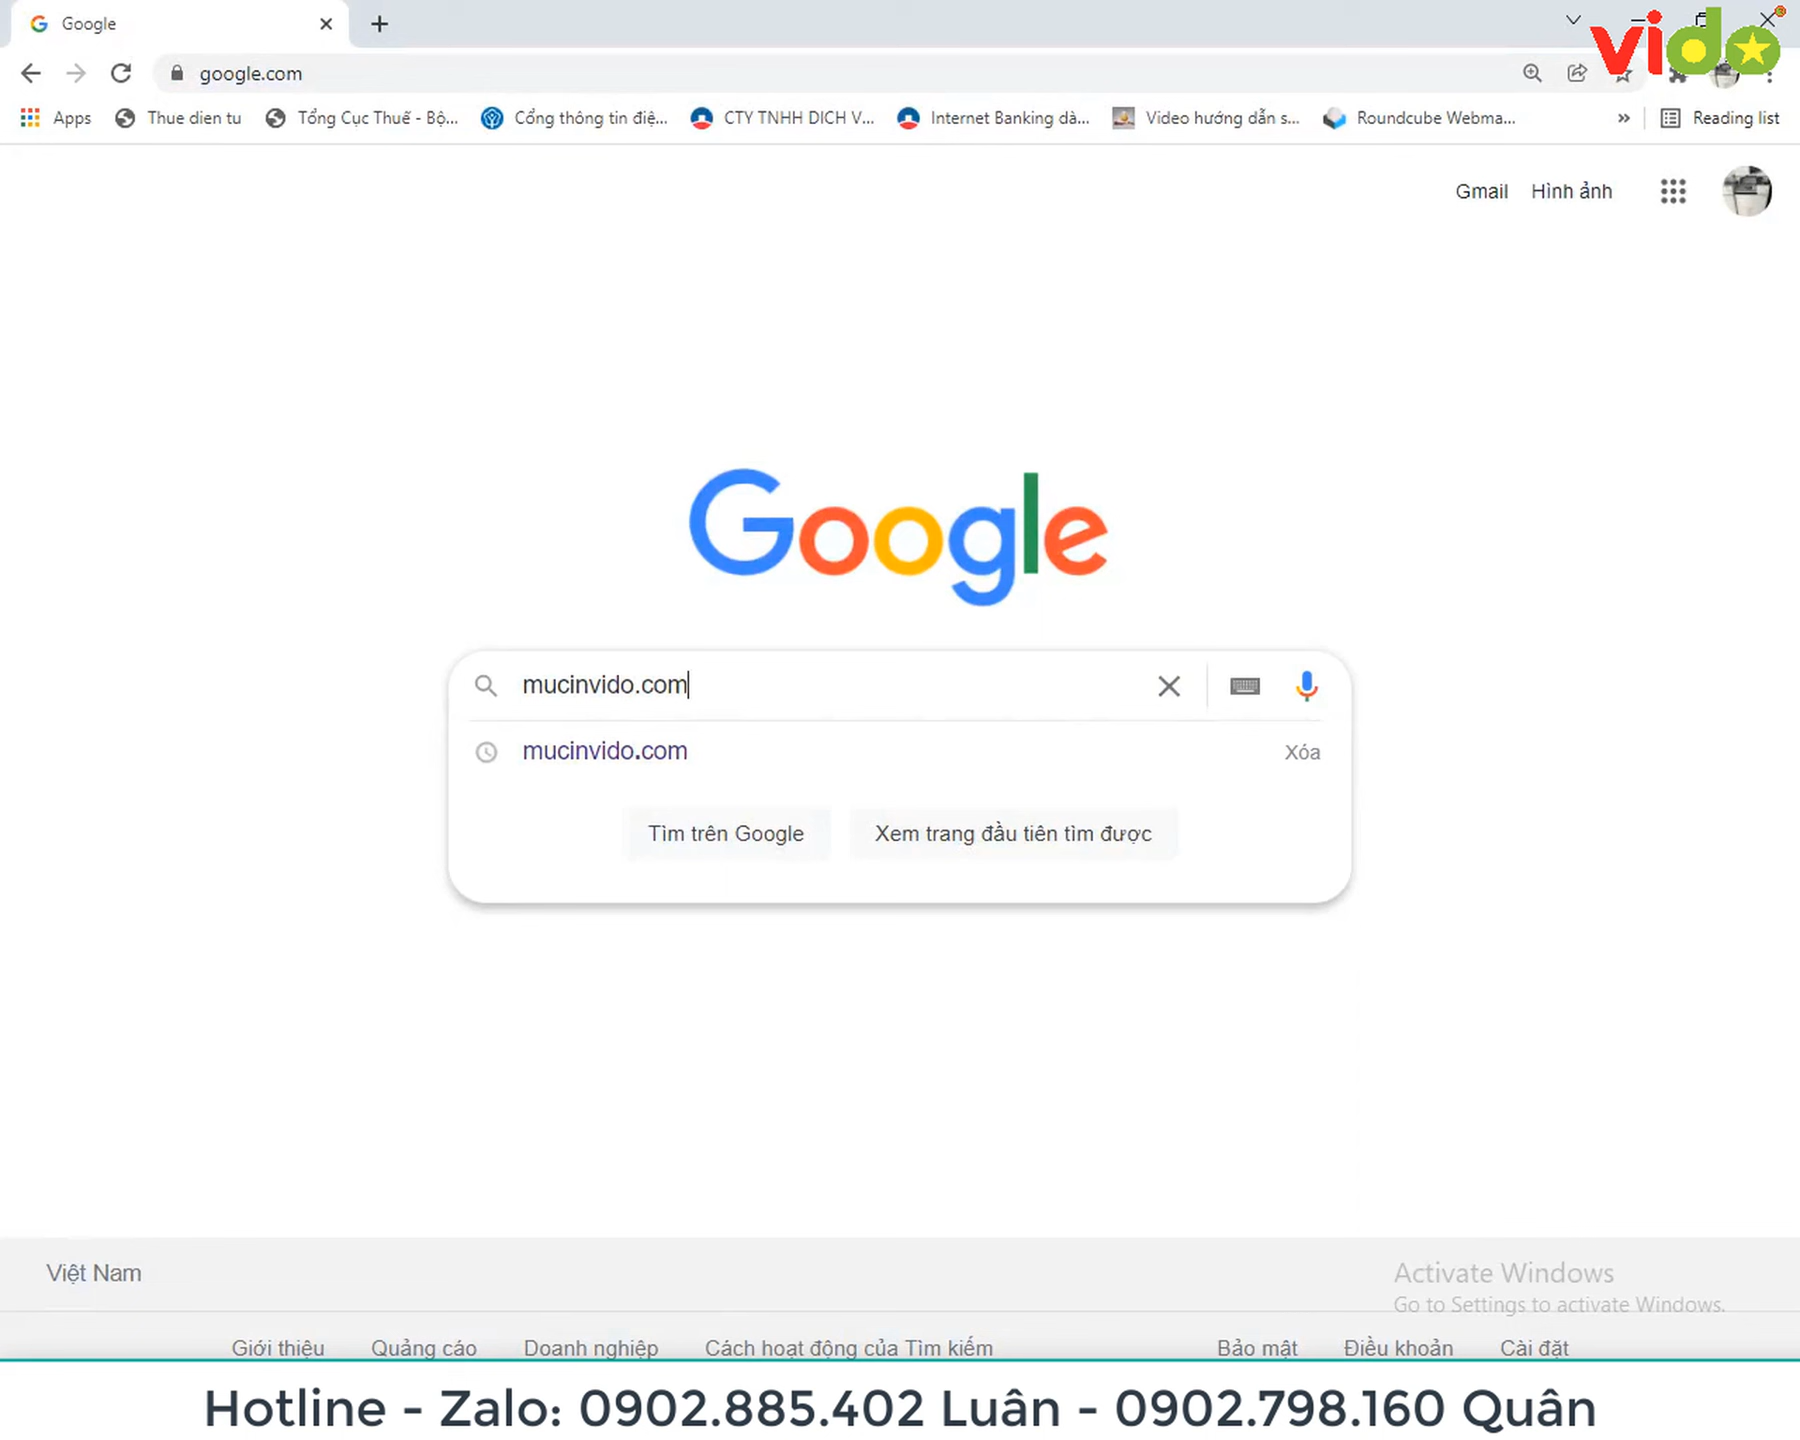 Google
vido
google.com
Apps
Thue dien tu
Tổng Cục Thuế - Bộ...
Cổng thông tin điệ...
CTY TNHH DICH V...
Internet Banking dà...
Video hướng dẫn s...
Roundcube Webma...
»
Reading list
Gmail Hình ảnh
Google
mucinvido.com
mucinvido.com Xóa
Tìm trên Google Xem trang đầu tiên tìm được
Việt Nam
Activate Windows
Go to Settings to activate Windows.
Giới thiệu Quảng cáo Doanh nghiệp Cách hoạt động của Tìm kiếm Bảo mật Điều khoản Cài đặt
Hotline - Zalo: 0902.885.402 Luân - 0902.798.160 Quân